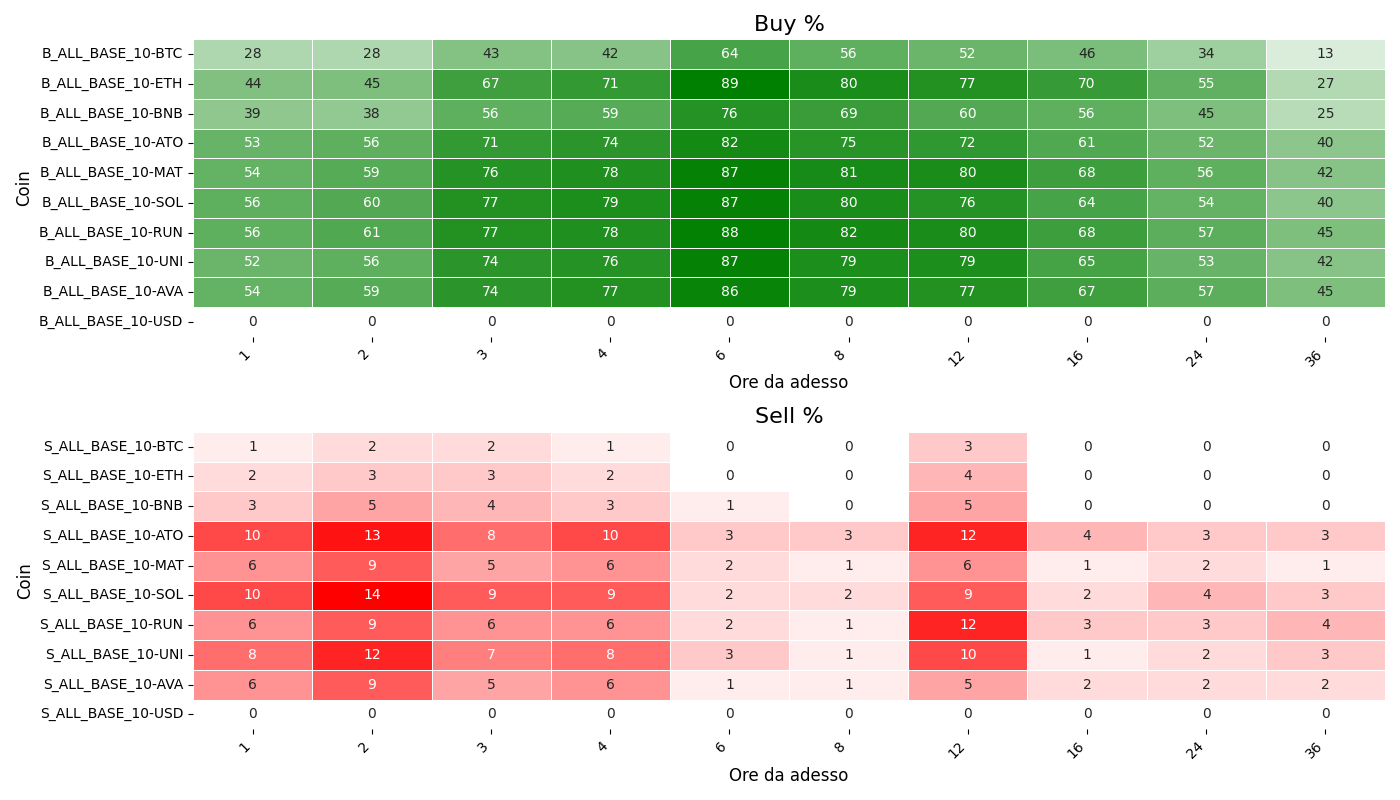 Buy %
B_ALL_BASE_10-BTC 28 28 43 42 64 56 52 46 34 13
B_ALL_BASE_10-ETH 44 45 67 71 89 80 77 70 55 27
B_ALL_BASE_10-BNB 39 38 56 59 76 69 60 56 45 25
B_ALL_BASE_10-ATO 53 56 71 74 82 75 72 61 52 40
B_ALL_BASE_10-MAT 54 59 76 78 87 81 80 68 56 42
B_ALL_BASE_10-SOL 56 60 77 79 87 80 76 64 54 40
B_ALL_BASE_10-RUN 56 61 77 78 88 82 80 68 57 45
B_ALL_BASE_10-UNI 52 56 74 76 87 79 79 65 53 42
B_ALL_BASE_10-AVA 54 59 74 77 86 79 77 67 57 45
B_ALL_BASE_10-USD 0 0 0 0 0 0 0 0 0 0
Coin
1 2 3 4 6 8 12 16 24 36
Ore da adesso
Sell %
S_ALL_BASE_10-BTC 1 2 2 1 0 0 3 0 0 0
S_ALL_BASE_10-ETH 2 3 3 2 0 0 4 0 0 0
S_ALL_BASE_10-BNB 3 5 4 3 1 0 5 0 0 0
S_ALL_BASE_10-ATO 10 13 8 10 3 3 12 4 3 3
S_ALL_BASE_10-MAT 6 9 5 6 2 1 6 1 2 1
S_ALL_BASE_10-SOL 10 14 9 9 2 2 9 2 4 3
S_ALL_BASE_10-RUN 6 9 6 6 2 1 12 3 3 4
S_ALL_BASE_10-UNI 8 12 7 8 3 1 10 1 2 3
S_ALL_BASE_10-AVA 6 9 5 6 1 1 5 2 2 2
S_ALL_BASE_10-USD 0 0 0 0 0 0 0 0 0 0
Coin
1 2 3 4 6 8 12 16 24 36
Ore da adesso